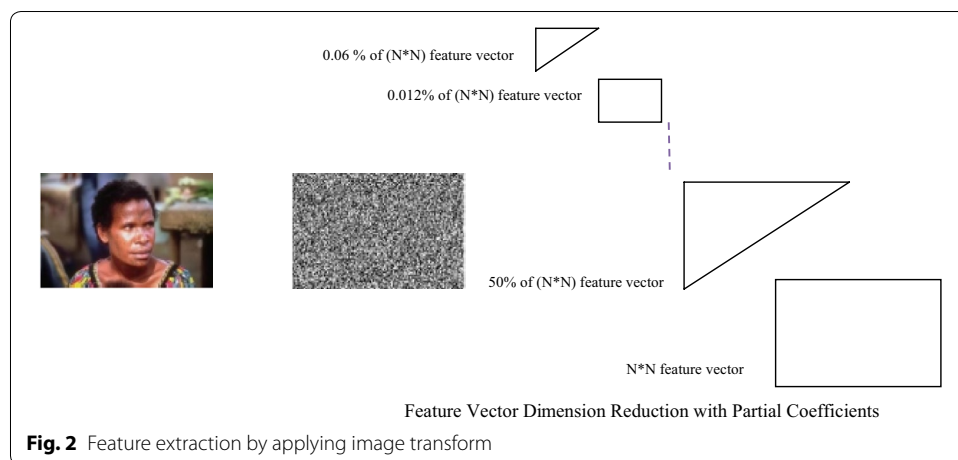 0.06 % of (N*N) feature vector
0.012% of (N*N) feature vector
50% of (N*N) feature vector
N*N feature vector
Feature Vector Dimension Reduction with Partial Coefficients
Fig. 2 Feature extraction by applying image transform